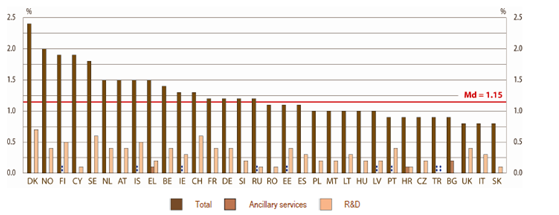 % %
2.5 2.5
2.0 2.0
1.5 1.5
Md = 1.15
1.0 1.0
0.5 0.5
0.0 0.0
DK NO FI CY SE NL AT IS EL BE IE CH FR DE SI RU RO EE ES PL MT LT HU LV PT HR CZ TR BG UK IT SK
Total Ancillary services R&D